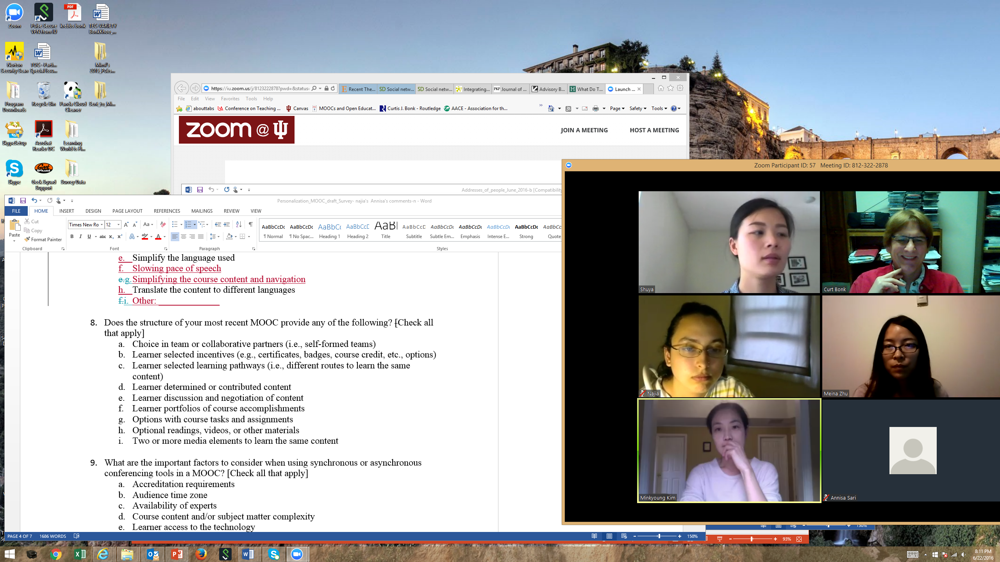 Zoom
Pulse Secure
VPN from IU
krebbs bonk
TEC-VARIETY
BonkKhoo_...
Norton
Security Scan
TOC--Parti...
Special Issu...
Mimi's
2015_Pubs...
Program
Downloads
Recycle Bin
Panda Cloud
Cleaner
Sent_to_Mi...
SkypeSetup
Acrobat
Reader DC
Learning
World is Fl...
Skype
Geek Squad
Support
Survey Data
https://iu.zoom.us/j/8123222878?pwd=&status:
Recent The...
SD Social netw...
SD Social netw...
Integrating...
PKP Journal of ...
Advisory B...
What Do T...
Launch ...
File Edit View Favorites Tools Help
abouttabs
Conference on Teaching ...
Canvas
MOOCs and Open Educat...
Curtis J. Bonk - Routledge
AACE - Association for th...
Page Safety Tools
zoom @
JOIN A MEETING HOST A MEETING
Addresses_of_people_June_2016-b [Compatibility
Personalization_MOOC_draft_Survey- najia's Annisa's comments-n - Word
FILE HOME INSERT DESIGN PAGE LAYOUT REFERENCES MAILINGS REVIEW VIEW
Paste
Cut
Copy
Format Painter
Clipboard
Times New Ro 12
Font
Paragraph
AaBbCcDc AaBbCcDc AaBbCc AaBbCcD AaBl AaBbCcD AaBbCcDc AaBbCcDc AaBbCcDc AaBbCcDc AaBbCcDc
¶ Normal ¶ No Spac... Heading 1 Heading 2 Title Subtitle Subtle Em... Emphasis Intense E... Strong Quote
Styles
e. Simplify the language used
f. Slowing pace of speech
e.g. Simplifying the course content and navigation
h. Translate the content to different languages
f.i. Other: _____________
8. Does the structure of your most recent MOOC provide any of the following? [Check all
that apply]
a. Choice in team or collaborative partners (i.e., self-formed teams)
b. Learner selected incentives (e.g., certificates, badges, course credit, etc., options)
c. Learner selected learning pathways (i.e., different routes to learn the same
content)
d. Learner determined or contributed content
e. Learner discussion and negotiation of content
f. Learner portfolios of course accomplishments
g. Options with course tasks and assignments
h. Optional readings, videos, or other materials
i. Two or more media elements to learn the same content
9. What are the important factors to consider when using synchronous or asynchronous
conferencing tools in a MOOC? [Check all that apply]
a. Accreditation requirements
b. Audience time zone
c. Availability of experts
d. Course content and/or subject matter complexity
e. Learner access to the technology
PAGE 4 OF 7 1686 WORDS
150%
Zoom Participant ID: 57 Meeting ID: 812-322-2878
Shuya
Curt Bonk
Najia
Meina Zhu
Minkyoung Kim
Annisa Sari
150%
93%
8:11 PM
6/22/2016